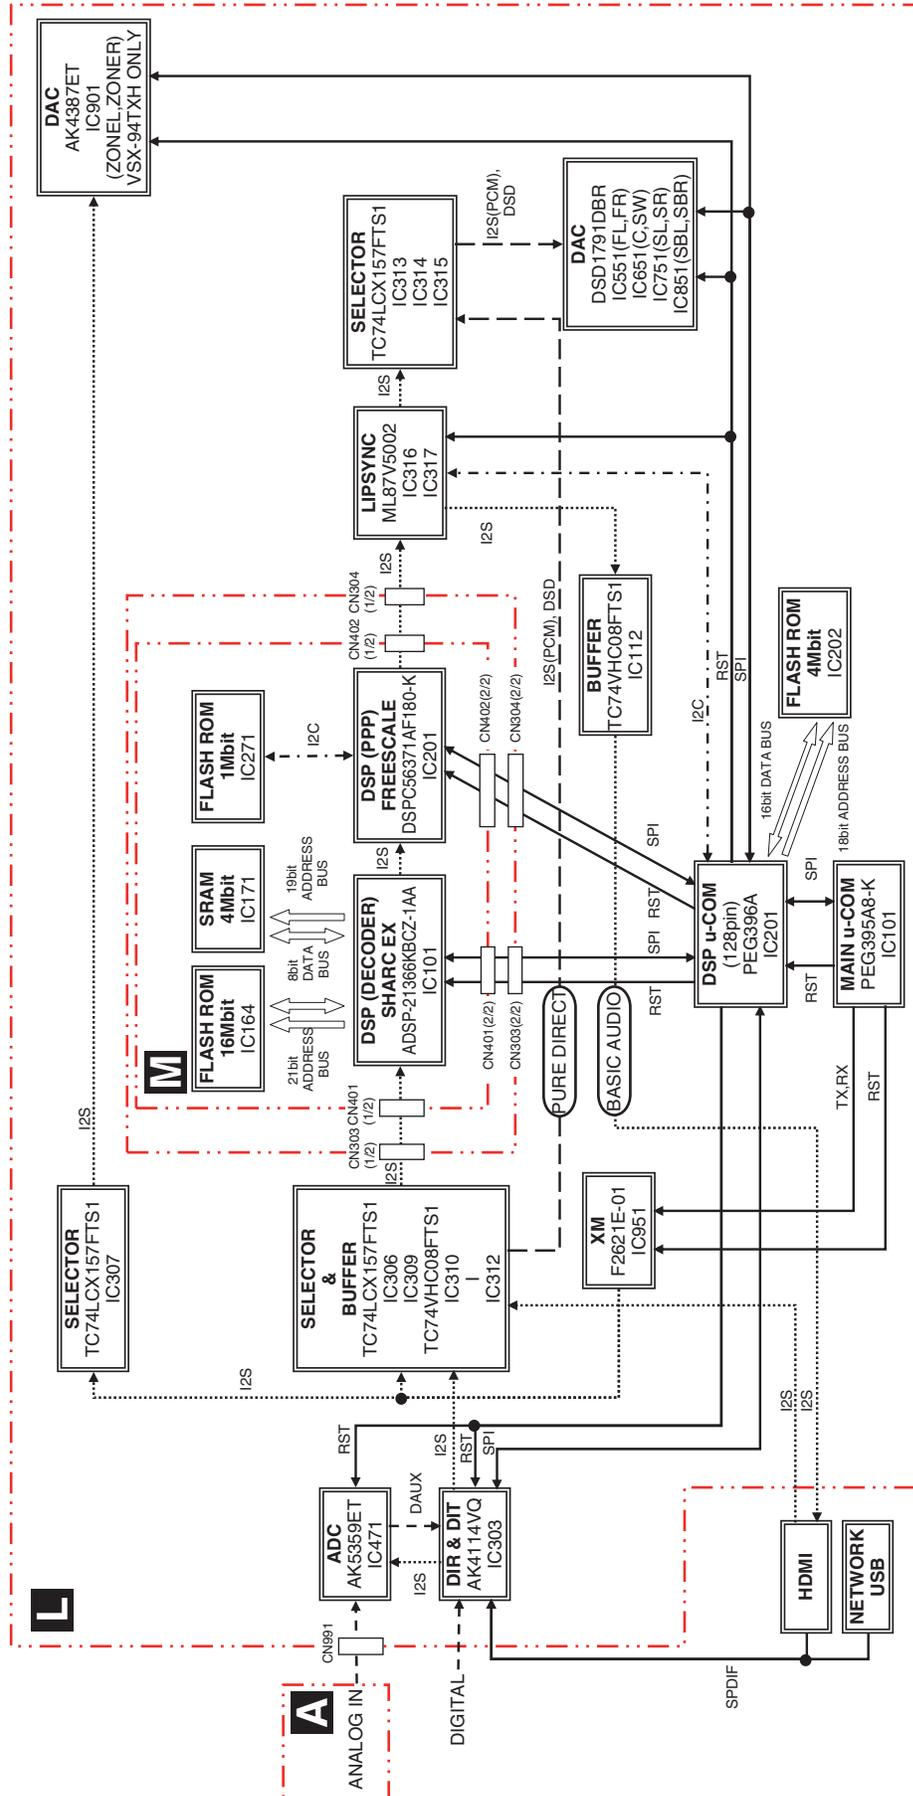 L
A
ANALOG IN
CN991
DIGITAL
SPDIF
ADC
AK5359ET
IC471
DAUX
I2S
DIR & DIT
AK4114VQ
IC303
HDMI
NETWORK
USB
RST
I2S
RST
SPI
I2S
I2S
I2S
SELECTOR
TC74LCX157FTS1
IC307
I2S
SELECTOR
&
BUFFER
TC74LCX157FTS1
IC306
IC309
TC74VHC08FTS1
IC310
I
IC312
XM
F2621E-01
IC951
TX,RX
RST
I2S
CN303
(1/2)
CN401
(1/2)
M
FLASH ROM
16Mbit
IC164
21bit
ADDRESS
BUS
8bit
DATA
BUS
19bit
ADDRESS
BUS
SRAM
4Mbit
IC171
FLASH ROM
1Mbit
IC271
I2C
DSP (DECODER)
SHARC EX
ADSP-21366KBCZ-1AA
IC101
I2S
DSP (PPP)
FREESCALE
DSPC56371AF180-K
IC201
CN401(2/2)
CN303(2/2)
CN402(2/2)
CN304(2/2)
CN402
(1/2)
CN304
(1/2)
I2S
PURE DIRECT
BASIC AUDIO
I2S(PCM), DSD
RST
SPI
RST
SPI
DSP u-COM
(128pin)
PEG396A
IC201
RST
SPI
MAIN u-COM
PEG395A8-K
IC101
16bit DATA BUS
18bit ADDRESS BUS
FLASH ROM
4Mbit
IC202
BUFFER
TC74VHC08FTS1
IC112
I2C
RST
SPI
I2S
LIPSYNC
ML87V5002
IC316
IC317
I2S
SELECTOR
TC74LCX157FTS1
IC313
IC314
IC315
I2S(PCM),
DSD
DAC
DSD1791DBR
IC551(FL,FR)
IC651(C,SW)
IC751(SL,SR)
IC851(SBL,SBR)
DAC
AK4387ET
IC901
(ZONEL,ZONER)
VSX-94TXH ONLY